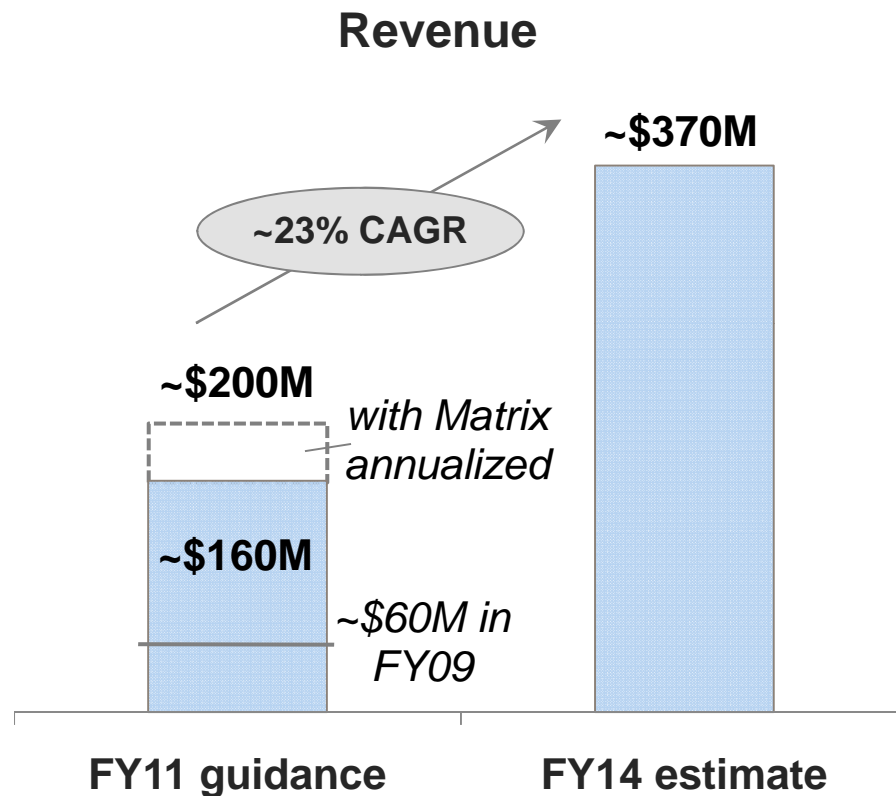 Revenue
~$370M
~23% CAGR
~$200M
with Matrix
annualized
~$160M
~$60M in
FY09
FY11 guidance
FY14 estimate